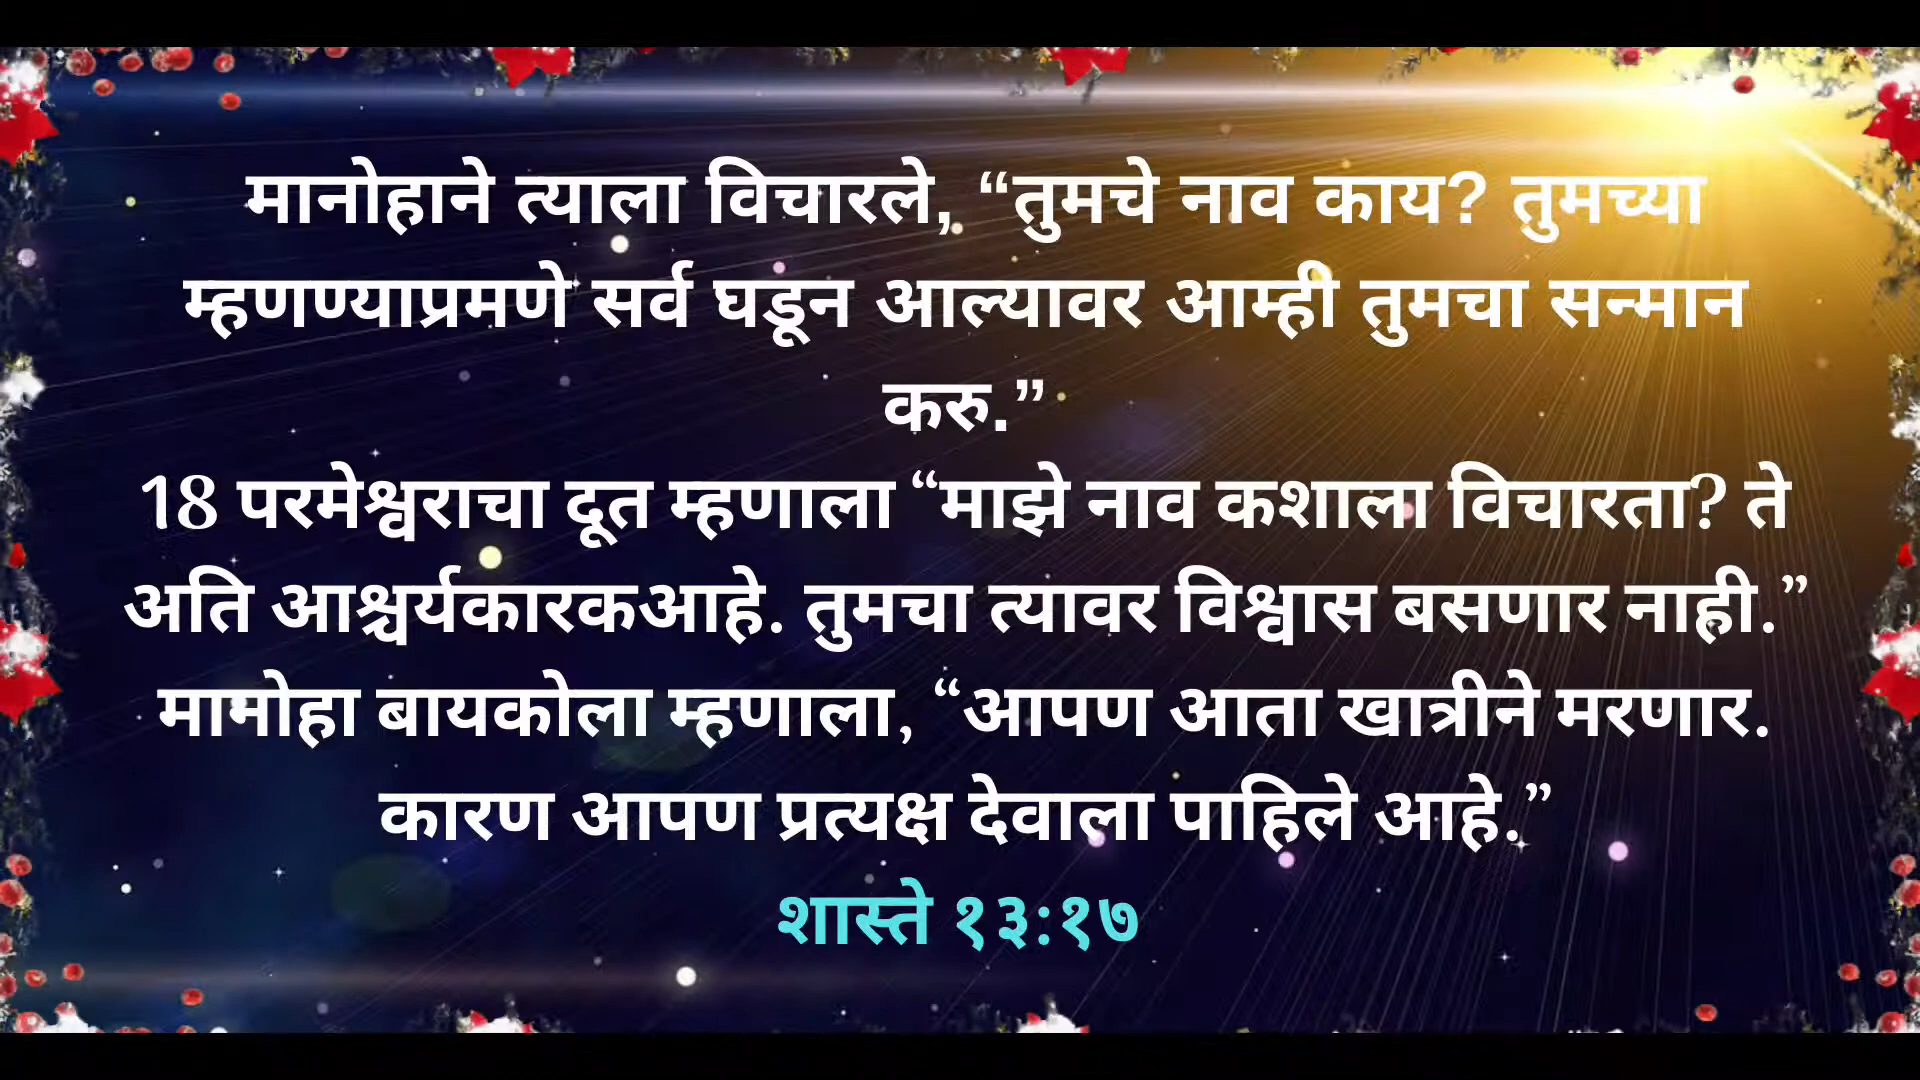 मानोहाने त्याला विचारले, “तुमचे नाव काय? तुमच्या
म्हणण्याप्रमणे सर्व घडून आल्यावर आम्ही तुमचा सन्मान
करु.”
18 परमेश्वराचा दूत म्हणाला “माझे नाव कशाला विचारता? ते
अति आश्चर्यकारकआहे. तुमचा त्यावर विश्वास बसणार नाही.”
मामोहा बायकोला म्हणाला, “आपण आता खात्रीने मरणार.
कारण आपण प्रत्यक्ष देवाला पाहिले आहे.”
शास्ते १३:१७